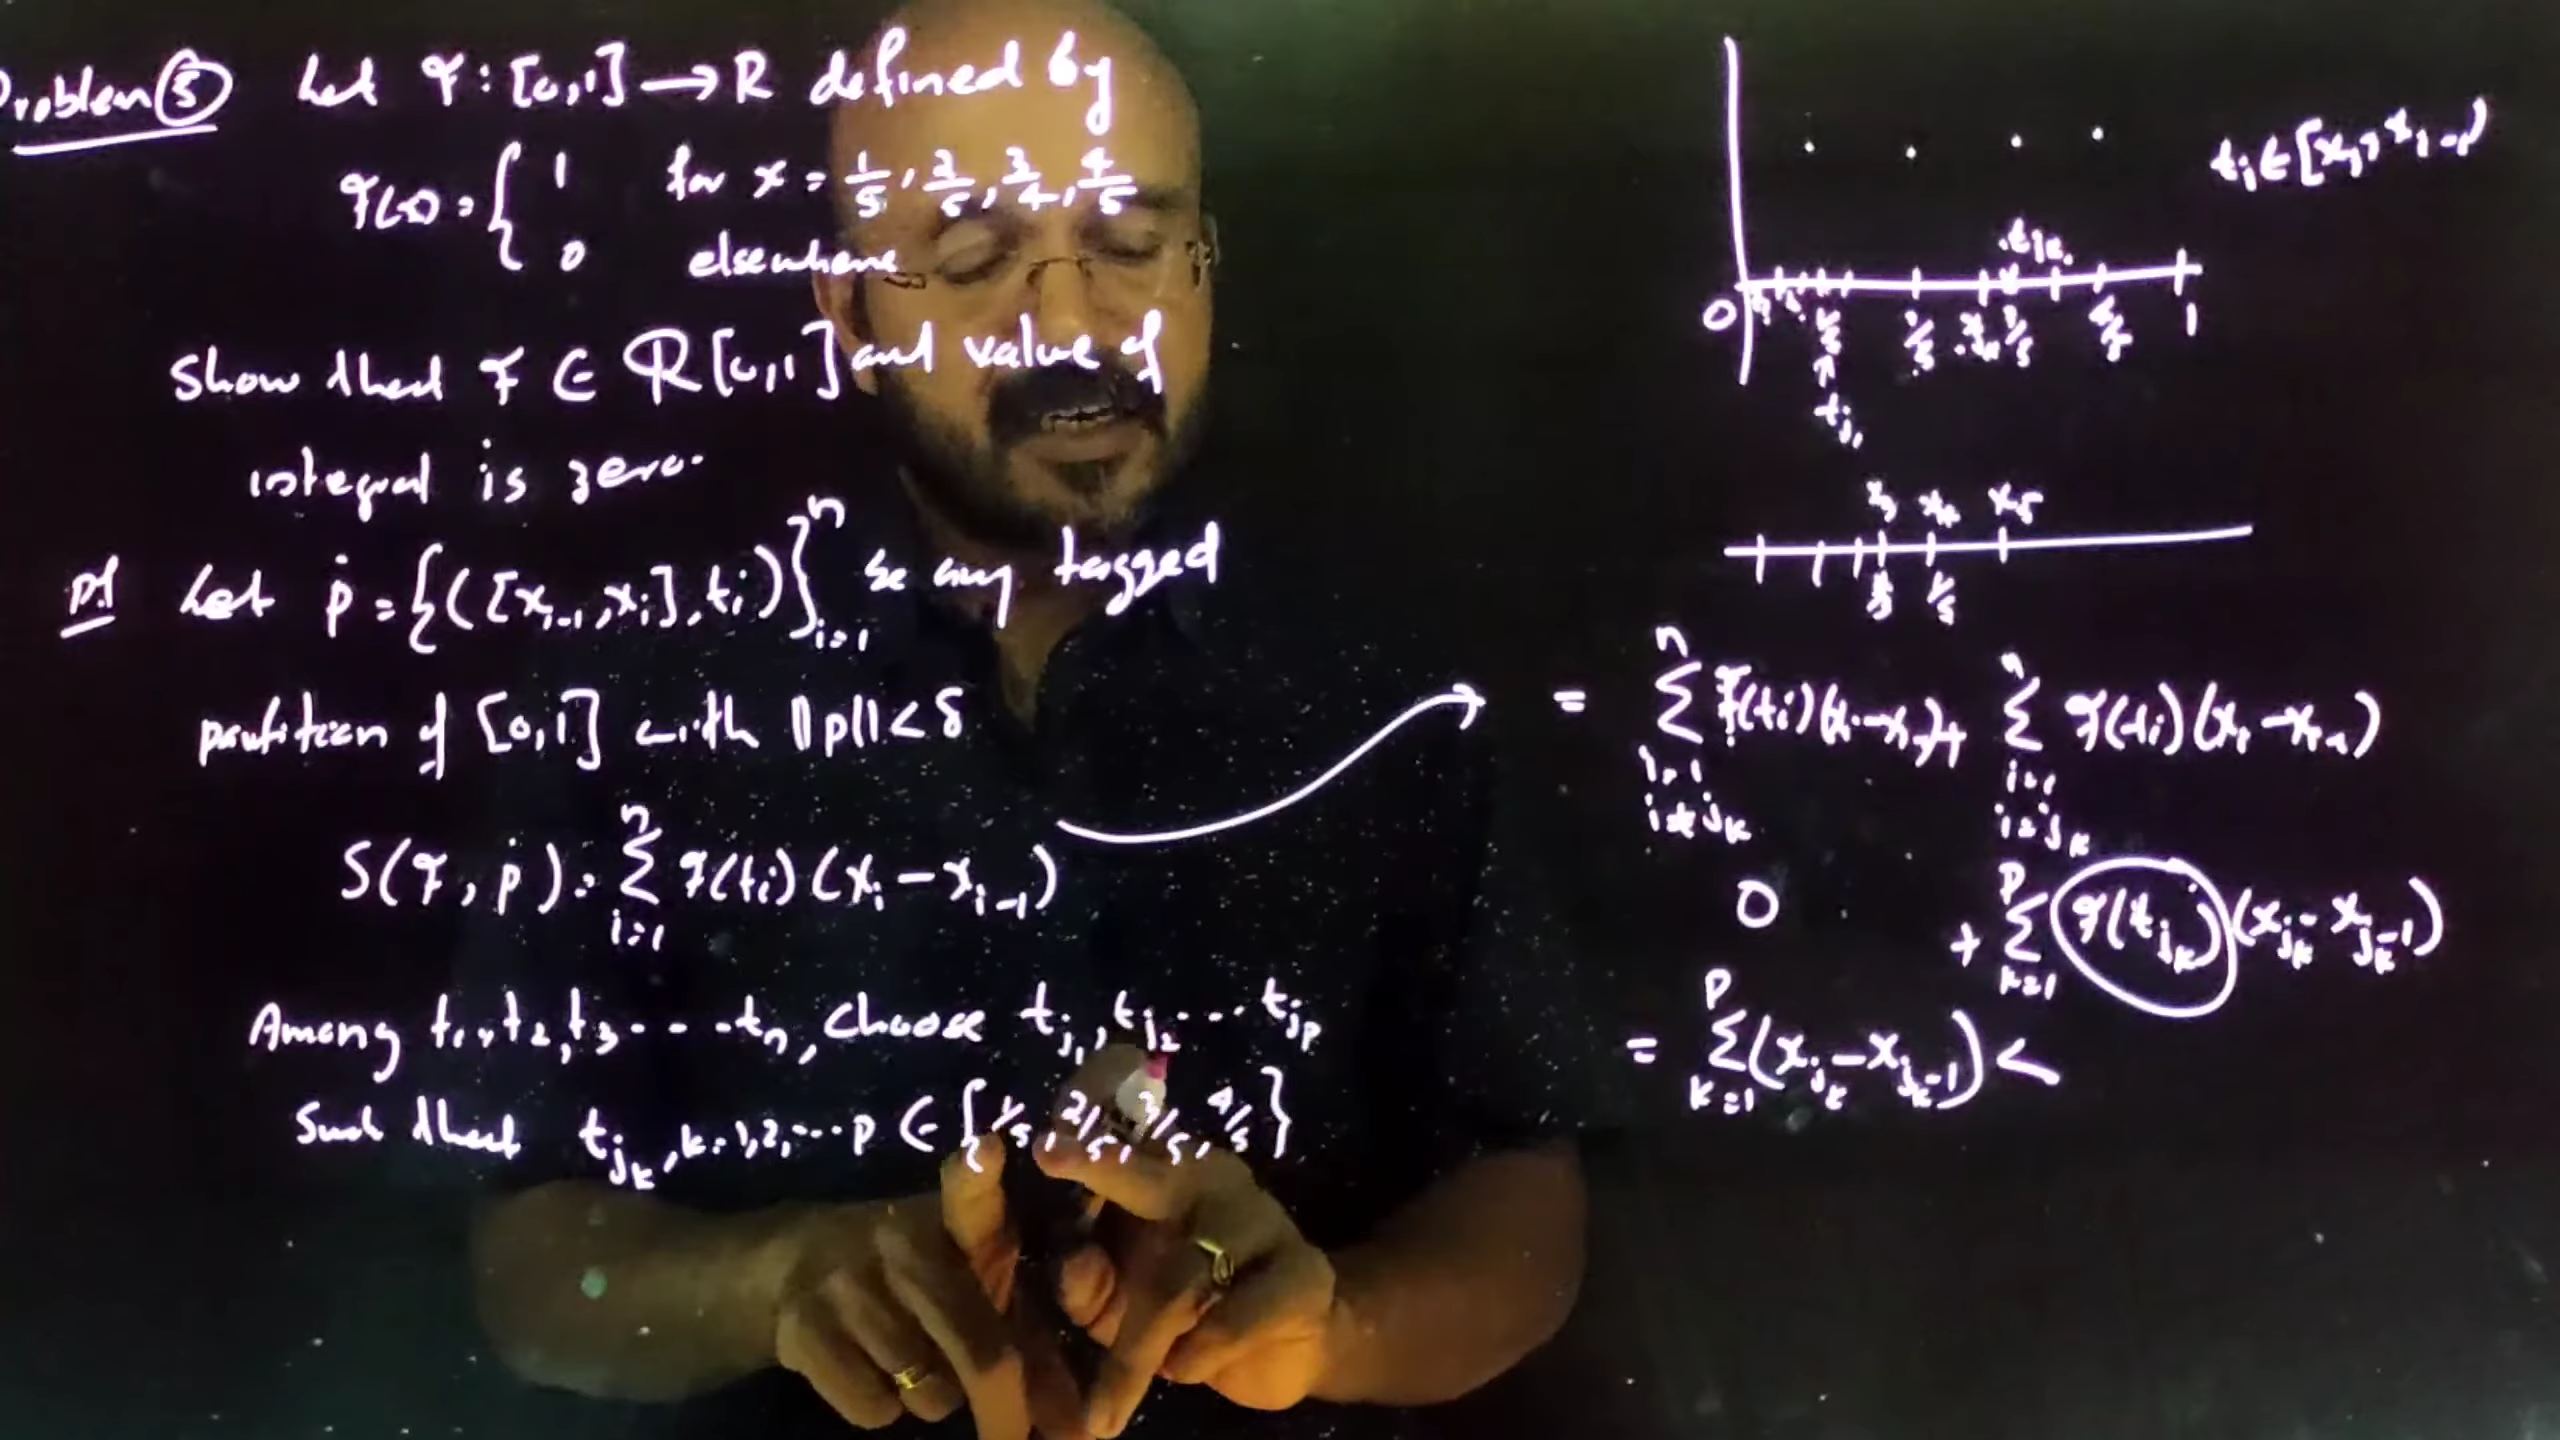 Problem ⑤ Let f : [0,1] → R defined by
f(x) = { 1 for x = 1/5, 2/5, 3/4, 4/5
0 elsewhere
Show that f ∈ R[0,1] and value of
integral is zero.
pf Let ṗ = {([x_{i-1}, x_i], t_i)}_{i=1}^{n} be any tagged
partition of [0,1] with ||p|| < δ
S(f, ṗ) = Σ_{i=1}^{n} f(t_i) (x_i - x_{i-1})
Among t_1, t_2, t_3 ---- t_n, choose t_{j_1}, t_{j_2} ... t_{j_p}
Such that t_{j_k}, k = 1, 2, ... p ∈ {1/5, 2/5, 3/5, 4/5}
0 1/5 2/5 3/5 4/5 1
t_{j_1}
x_3 x_4 x_5
1/5
= Σ_{i=1, i≠j_k}^{n} f(t_i)(x_i - x_{i-1}) + Σ_{i=1, i=j_k}^{n} f(t_i)(x_i - x_{i-1})
0 + Σ_{k=1}^{p} f(t_{j_k}) (x_{j_k} - x_{j_k-1})
= Σ_{k=1}^{p} (x_{j_k} - x_{j_k-1}) <